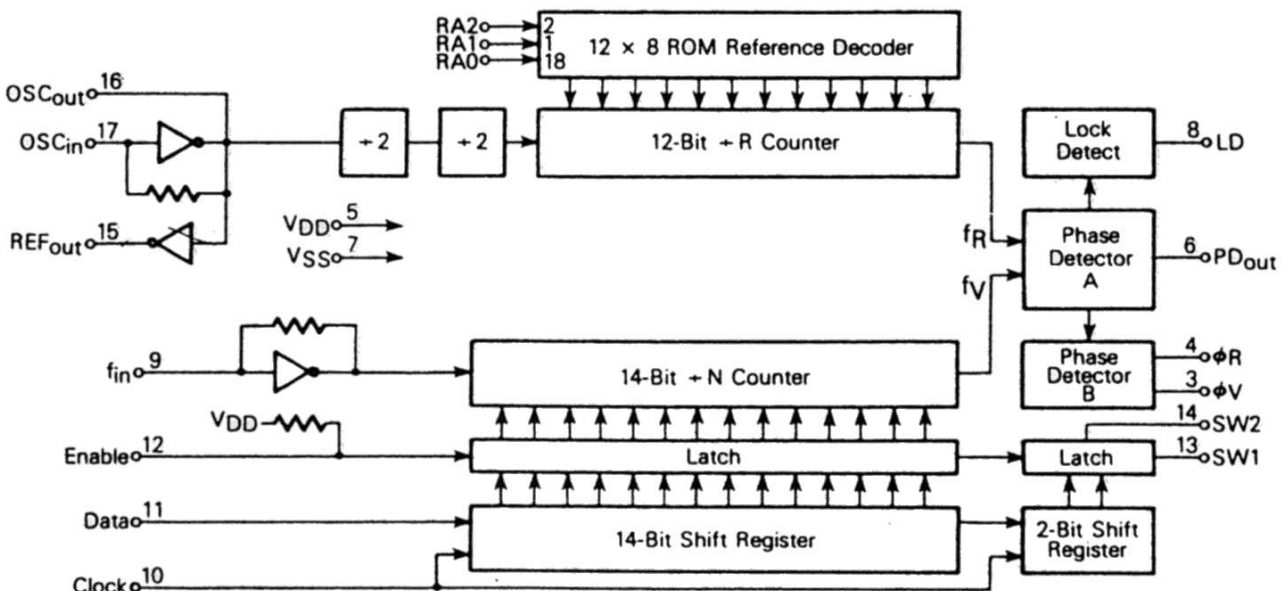 RA2 2
RA1 1
RA0 18
12 × 8 ROM Reference Decoder
OSCout 16
OSCin 17
÷ 2
÷ 2
12-Bit ÷ R Counter
Lock
Detect
8 LD
REFout 15
VDD 5
VSS 7
fR
fV
Phase
Detector
A
6 PDout
fin 9
14-Bit ÷ N Counter
Phase
Detector
B
4 ϕR
3 ϕV
VDD
14 SW2
Enable 12
Latch
Latch
13 SW1
Data 11
14-Bit Shift Register
2-Bit Shift
Register
Clock 10